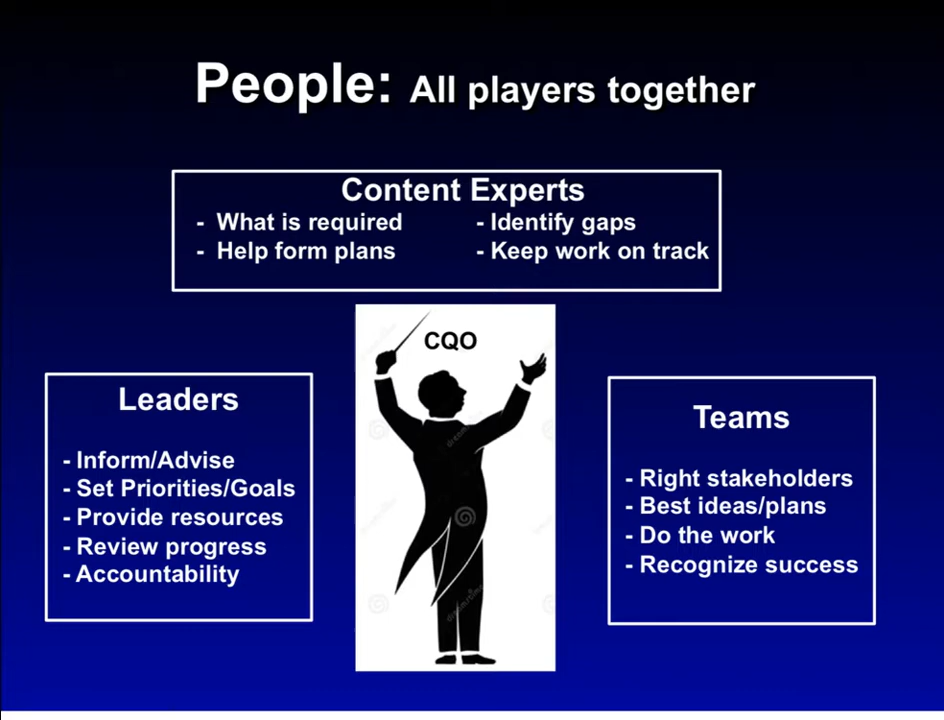 People: All players together
Content Experts
- What is required - Identify gaps
- Help form plans - Keep work on track
CQO
Leaders
- Inform/Advise
- Set Priorities/Goals
- Provide resources
- Review progress
- Accountability
Teams
- Right stakeholders
- Best ideas/plans
- Do the work
- Recognize success